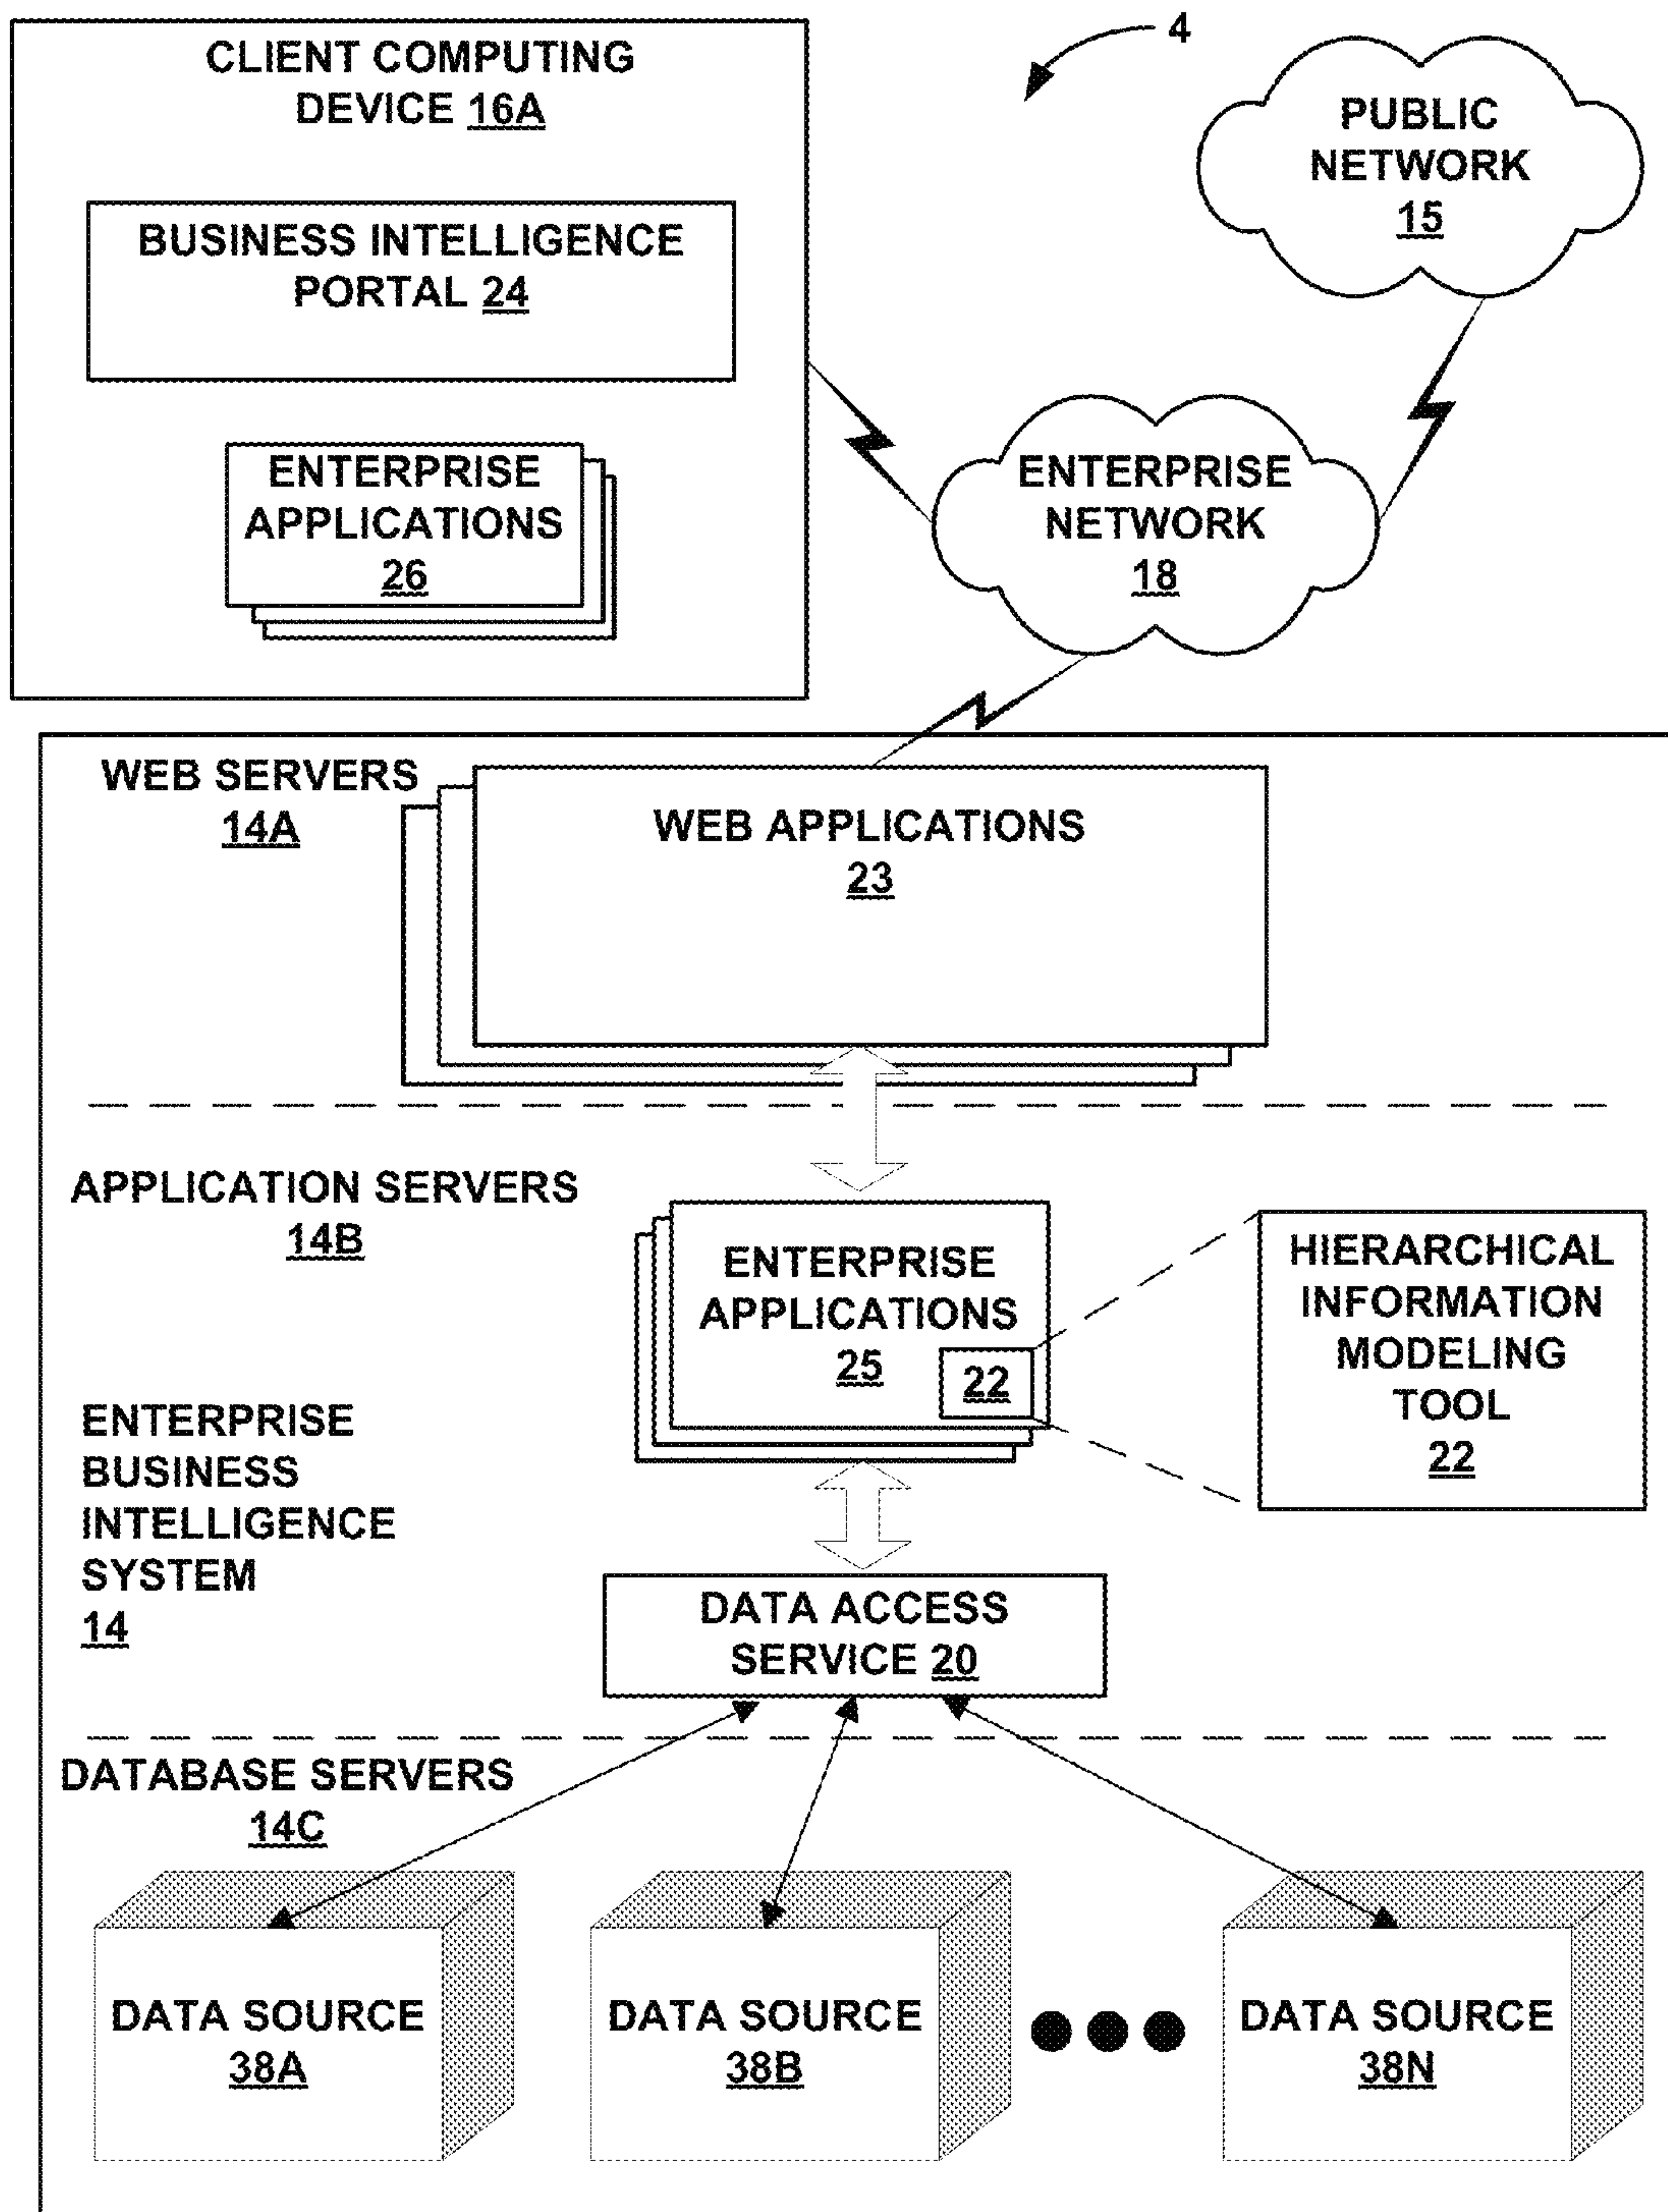 4
CLIENT COMPUTING
DEVICE 16A
BUSINESS INTELLIGENCE
PORTAL 24
ENTERPRISE
APPLICATIONS
26
PUBLIC
NETWORK
15
ENTERPRISE
NETWORK
18
WEB SERVERS
14A
WEB APPLICATIONS
23
APPLICATION SERVERS
14B
ENTERPRISE
APPLICATIONS
25
22
HIERARCHICAL
INFORMATION
MODELING
TOOL
22
ENTERPRISE
BUSINESS
INTELLIGENCE
SYSTEM
14
DATA ACCESS
SERVICE 20
DATABASE SERVERS
14C
DATA SOURCE
38A
DATA SOURCE
38B
DATA SOURCE
38N